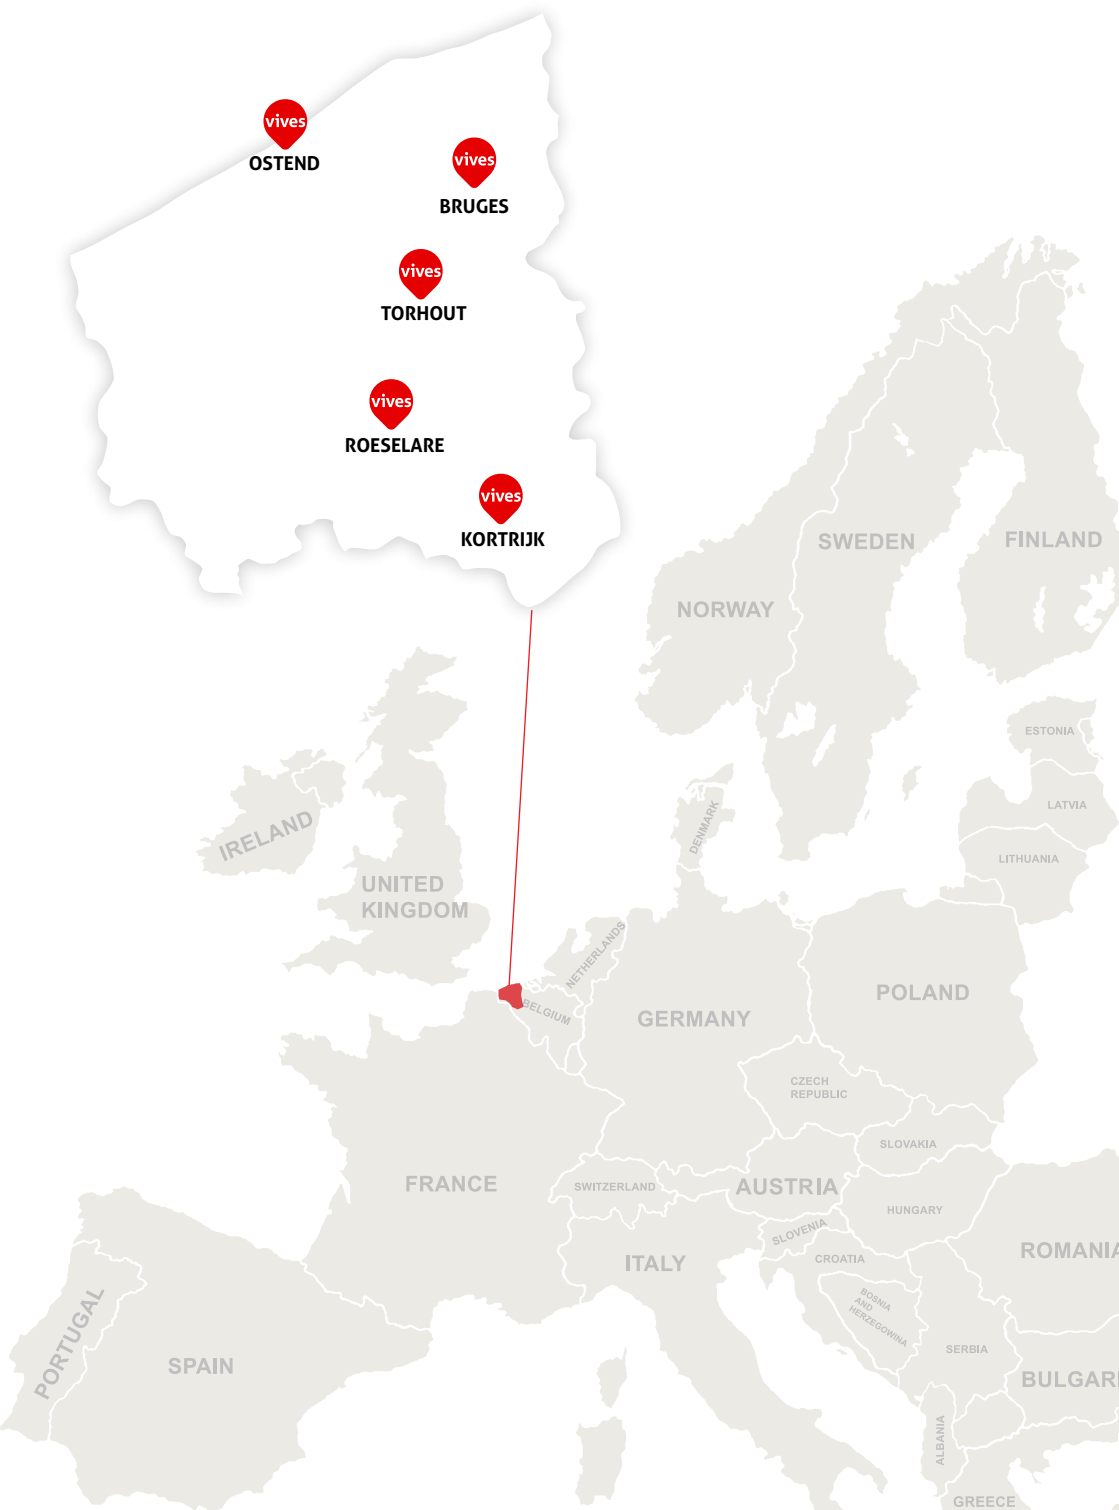 vives
OSTEND
vives
BRUGES
vives
TORHOUT
vives
ROESELARE
vives
KORTRIJK
SWEDEN
FINLAND
NORWAY
ESTONIA
LATVIA
DENMARK
IRELAND
LITHUANIA
UNITED
KINGDOM
NETHERLANDS
POLAND
BELGIUM
GERMANY
CZECH
REPUBLIC
SLOVAKIA
FRANCE
SWITZERLAND
AUSTRIA
HUNGARY
SLOVENIA
ROMANIA
CROATIA
ITALY
BOSNIA
AND
HERZEGOWINA
PORTUGAL
SERBIA
SPAIN
BULGARI
ALBANIA
GREECE